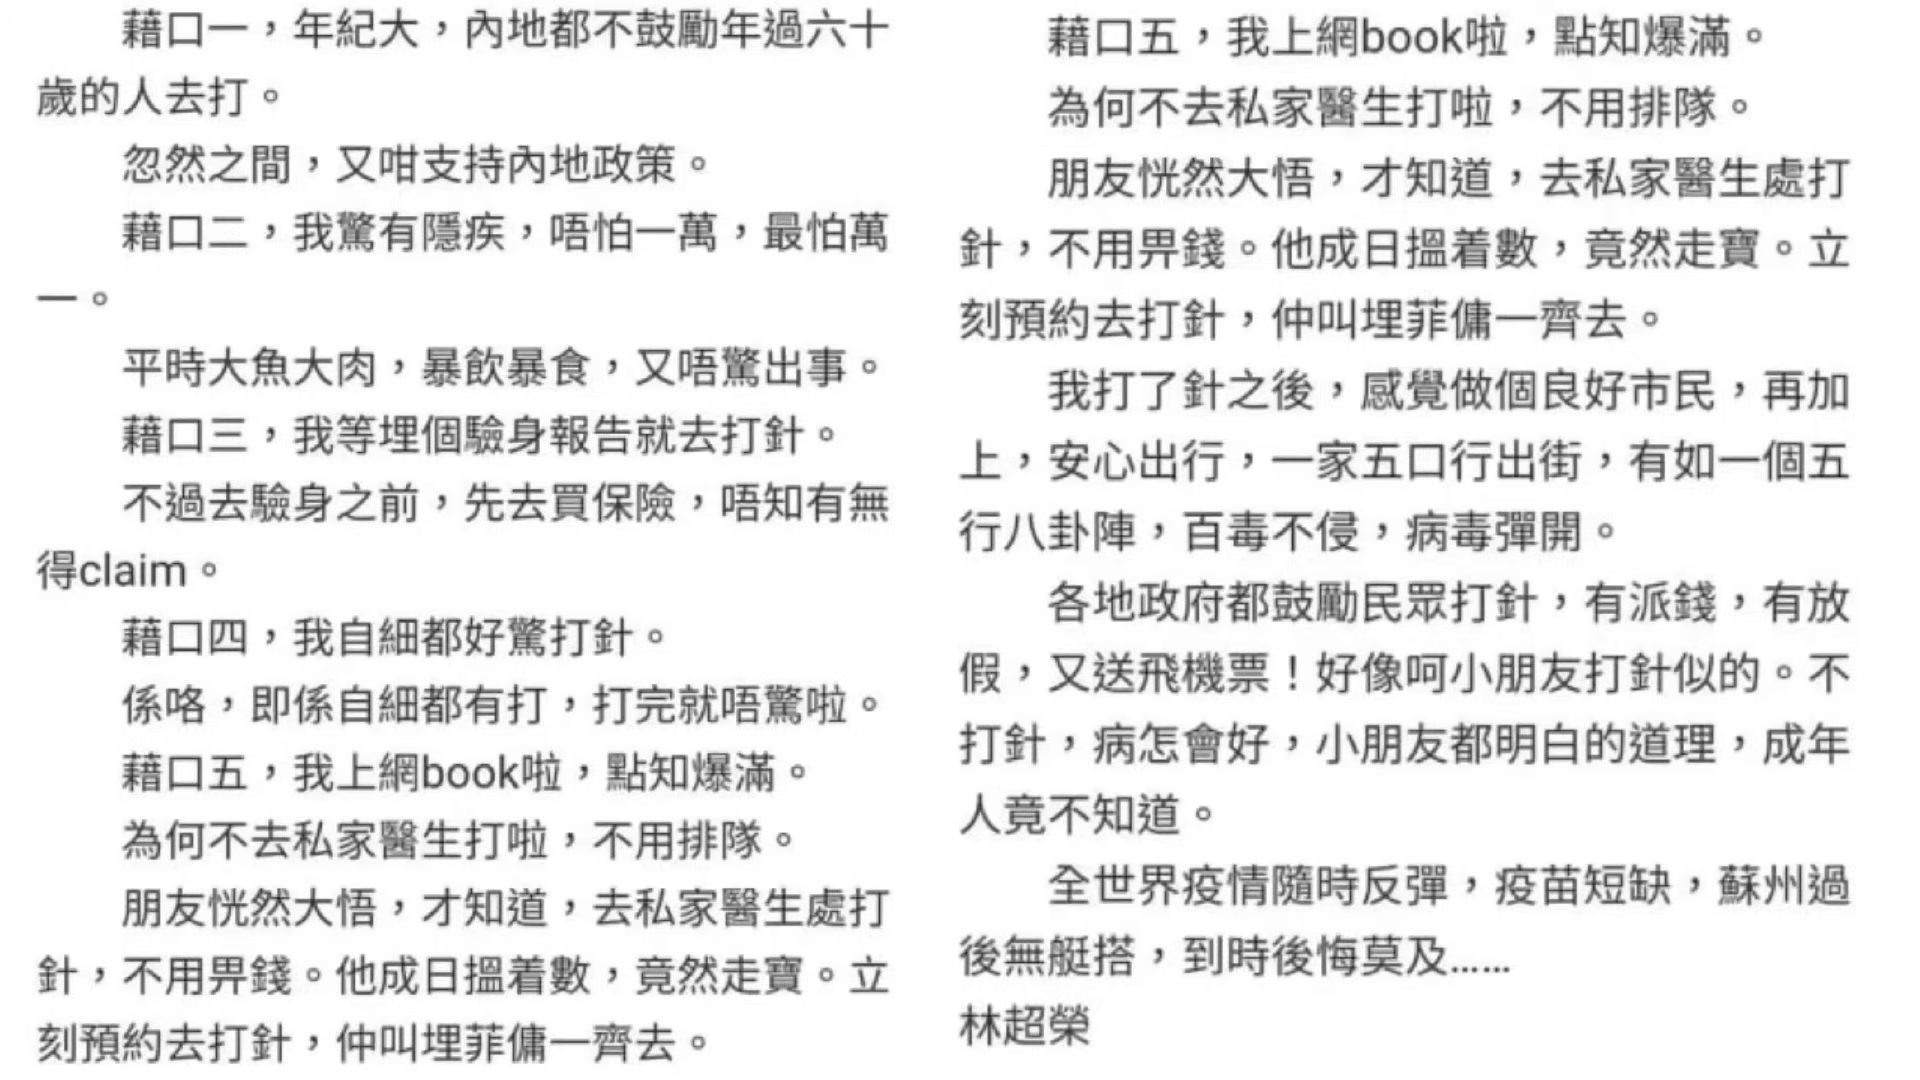 藉口一，年紀大，內地都不鼓勵年過六十
歲的人去打。
忽然之間，又咁支持內地政策。
藉口二，我驚有隱疾，唔怕一萬，最怕萬
一。
平時大魚大肉，暴飲暴食，又唔驚出事。
藉口三，我等埋個驗身報告就去打針。
不過去驗身之前，先去買保險，唔知有無
得claim。
藉口四，我自細都好驚打針。
係咯，即係自細都有打，打完就唔驚啦。
藉口五，我上網book啦，點知爆滿。
為何不去私家醫生打啦，不用排隊。
朋友恍然大悟，才知道，去私家醫生處打
針，不用畀錢。他成日搵着數，竟然走寶。立
刻預約去打針，仲叫埋菲傭一齊去。
藉口五，我上網book啦，點知爆滿。
為何不去私家醫生打啦，不用排隊。
朋友恍然大悟，才知道，去私家醫生處打
針，不用畀錢。他成日搵着數，竟然走寶。立
刻預約去打針，仲叫埋菲傭一齊去。
我打了針之後，感覺做個良好市民，再加
上，安心出行，一家五口行出街，有如一個五
行八卦陣，百毒不侵，病毒彈開。
各地政府都鼓勵民眾打針，有派錢，有放
假，又送飛機票！好像呵小朋友打針似的。不
打針，病怎會好，小朋友都明白的道理，成年
人竟不知道。
全世界疫情隨時反彈，疫苗短缺，蘇州過
後無艇搭，到時後悔莫及......
林超榮